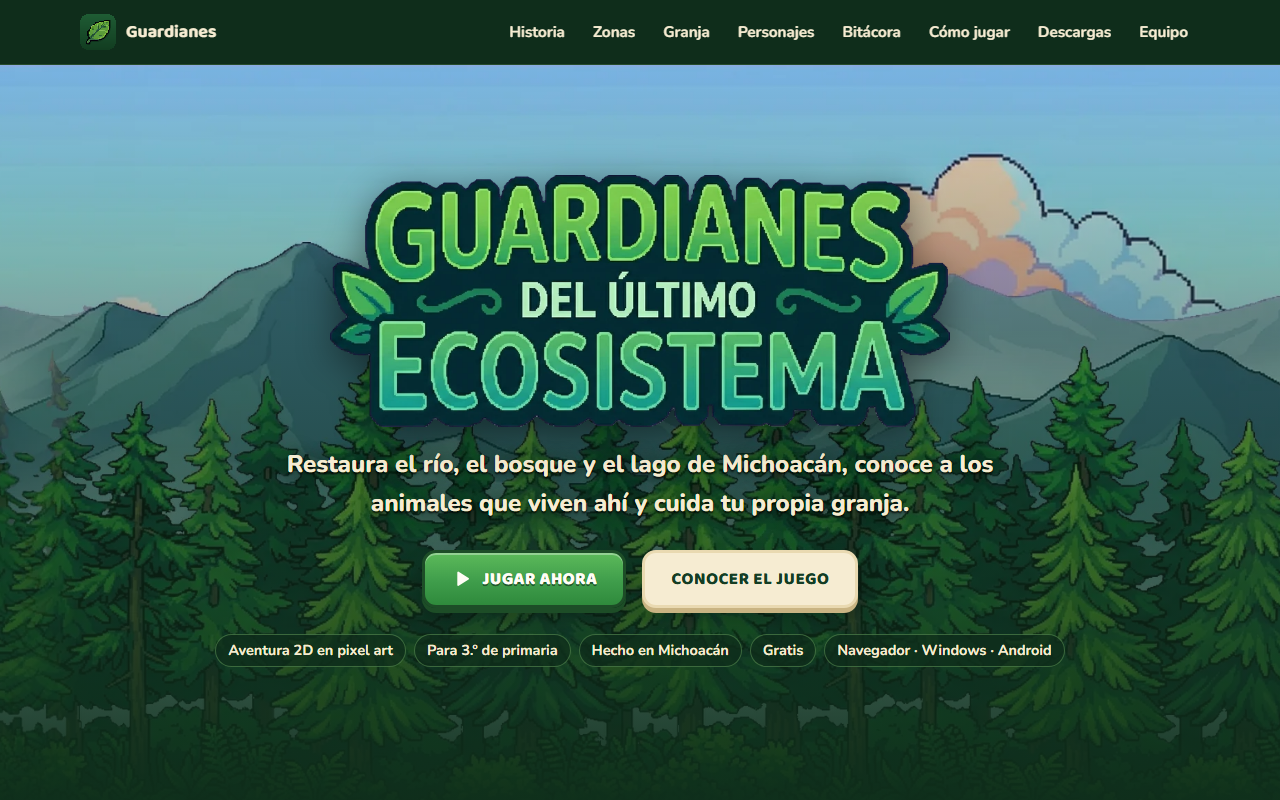 Guardianes
Historia
Zonas
Granja
Personajes
Bitácora
Cómo jugar
Descargas
Equipo
GUARDIANES
DEL ÚLTIMO
ECOSISTEMA
Restaura el río, el bosque y el lago de Michoacán, conoce a los
animales que viven ahí y cuida tu propia granja.
JUGAR AHORA
CONOCER EL JUEGO
Aventura 2D en pixel art
Para 3.º de primaria
Hecho en Michoacán
Gratis
Navegador · Windows · Android